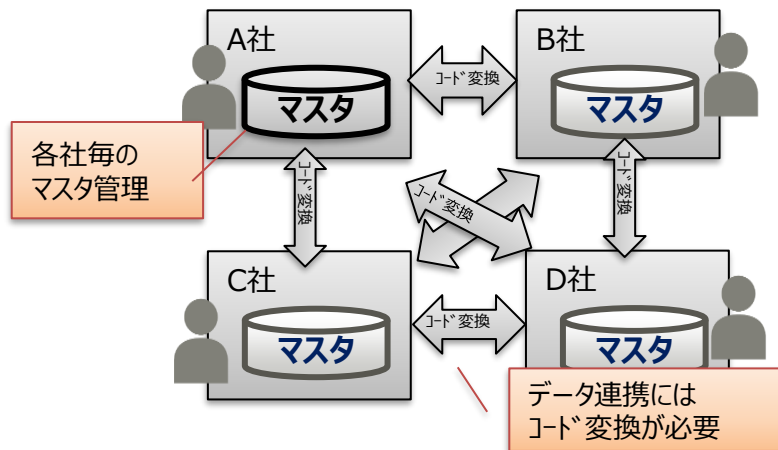 A社
B社
コード変換
マスタ
マスタ
各社毎の
マスタ管理
コード変換
コード変換
コード変換
C社
D社
コード変換
マスタ
マスタ
データ連携には
コード変換が必要